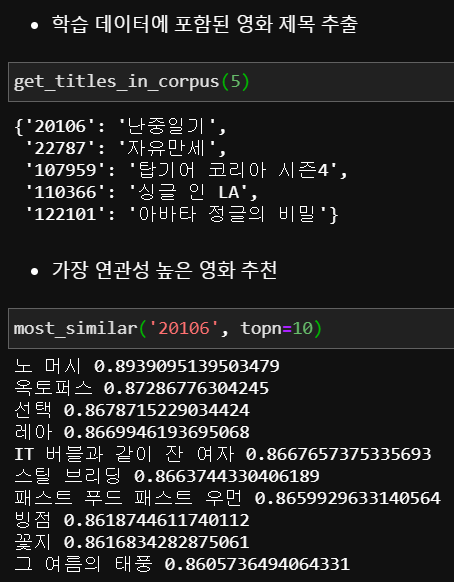 • 학습 데이터에 포함된 영화 제목 추출
get_titles_in_corpus(5)
{'20106': '난중일기',
'22787': '자유만세',
'107959': '탑기어 코리아 시즌4',
'110366': '싱글 인 LA',
'122101': '아바타 정글의 비밀'}
• 가장 연관성 높은 영화 추천
most_similar('20106', topn=10)
노 머시 0.8939095139503479
옥토퍼스 0.87286776304245
선택 0.8678715229034424
레아 0.8669946193695068
IT 버블과 같이 잔 여자 0.8667657375335693
스틸 브리딩 0.8663744330406189
패스트 푸드 패스트 우먼 0.8659929633140564
빙점 0.8618744611740112
꽃지 0.8616834282875061
그 여름의 태풍 0.8605736494064331